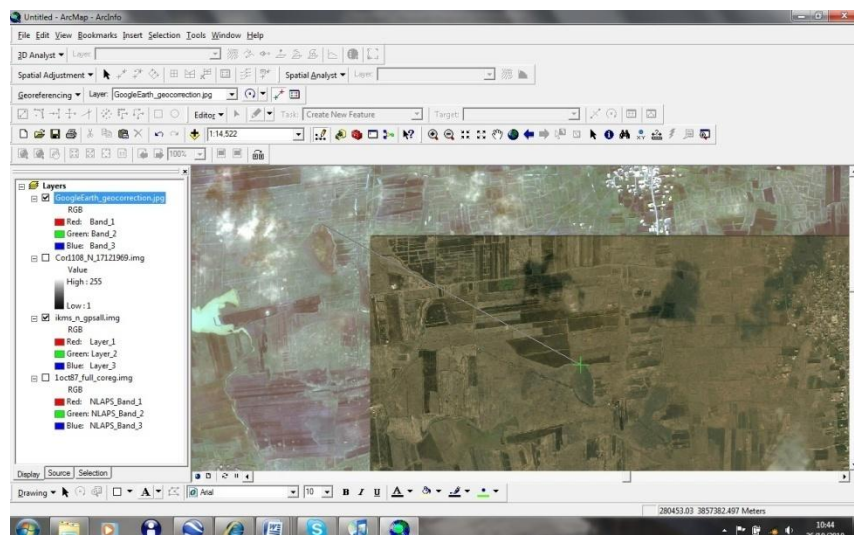 Untitled - ArcMap - ArcInfo
File Edit View Bookmarks Insert Selection Tools Window Help
3D Analyst Layer:
Spatial Adjustment Spatial Analyst Layer:
Georeferencing Layer: GoogleEarth_geocorrection.jpg
Editor Task: Create New Feature Target:
1:14,522
100%
Layers
GoogleEarth_geocorrection.jpg
RGB
Red: Band_1
Green: Band_2
Blue: Band_3
Cor1108_N_17121969.img
Value
High : 255
Low : 1
ikms_n_gpsall.img
RGB
Red: Layer_1
Green: Layer_2
Blue: Layer_3
1oct87_full_coreg.img
RGB
Red: NLAPS_Band_1
Green: NLAPS_Band_2
Blue: NLAPS_Band_3
Display Source Selection
Drawing A Arial 10 B I U A
280453.03 3857382.497 Meters
10:44